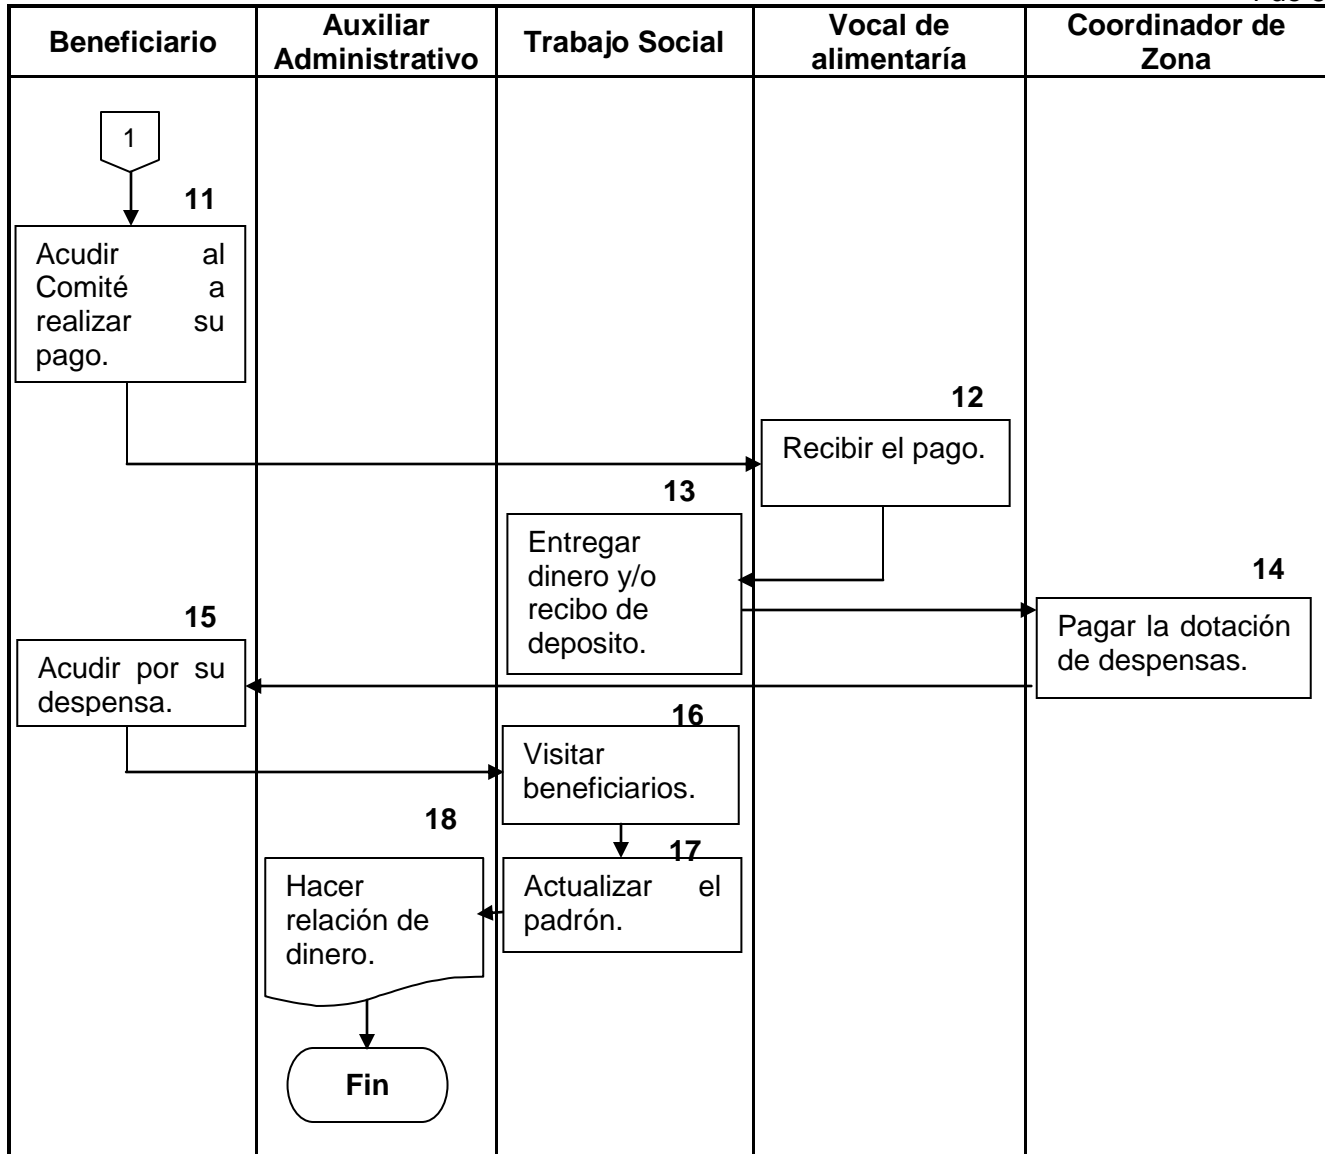 Beneficiario
Auxiliar
Administrativo
Trabajo Social
Vocal de
alimentaría
Coordinador de
Zona
1
11
Acudir al
Comité a
realizar su
pago.
12
Recibir el pago.
13
Entregar
dinero y/o
recibo de
deposito.
14
Pagar la dotación
de despensas.
15
Acudir por su
despensa.
16
Visitar
beneficiarios.
17
Actualizar el
padrón.
18
Hacer
relación de
dinero.
Fin